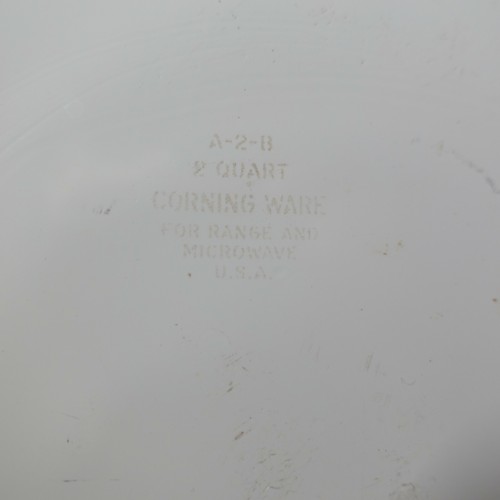 A-2-B
2 QUART
CORNING WARE
FOR RANGE AND
MICROWAVE
U.S.A.